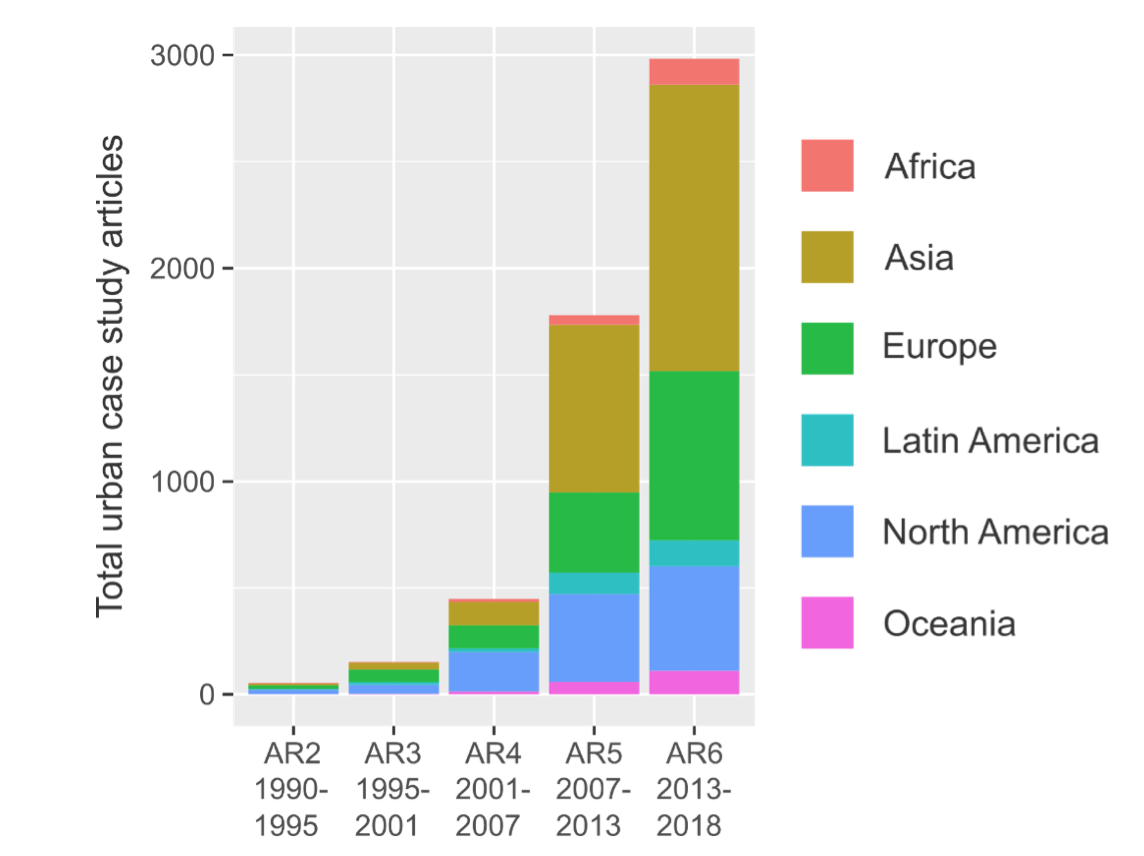 Total urban case study articles
3000
2000
1000
0
AR2
1990-
1995
AR3
1995-
2001
AR4
2001-
2007
AR5
2007-
2013
AR6
2013-
2018
Africa
Asia
Europe
Latin America
North America
Oceania